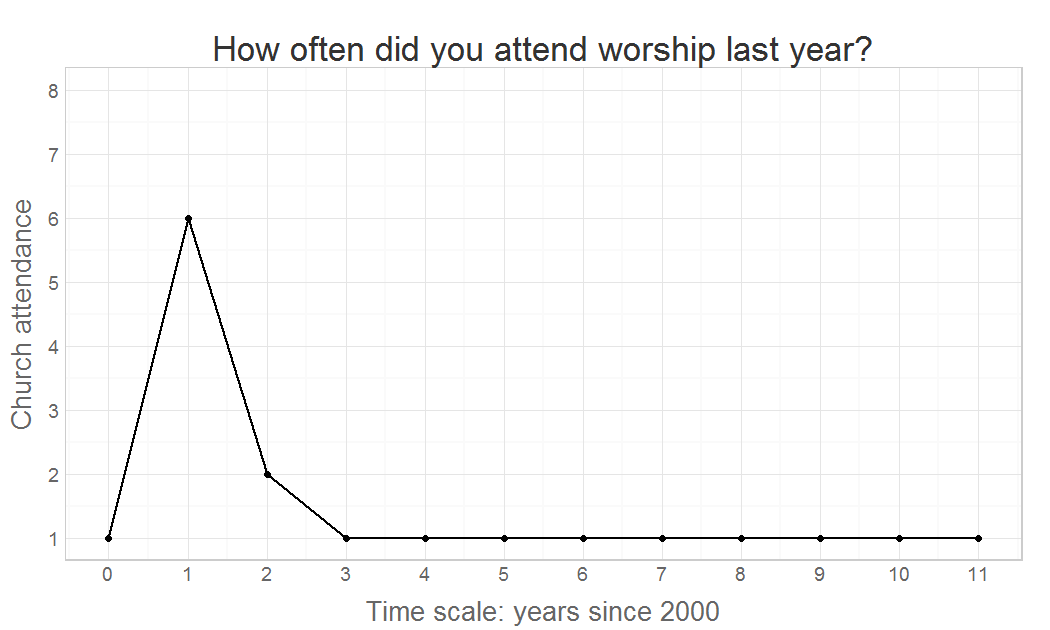 How often did you attend worship last year?
Church attendance
8
7
6
5
4
3
2
1
0 1 2 3 4 5 6 7 8 9 10 11
Time scale: years since 2000